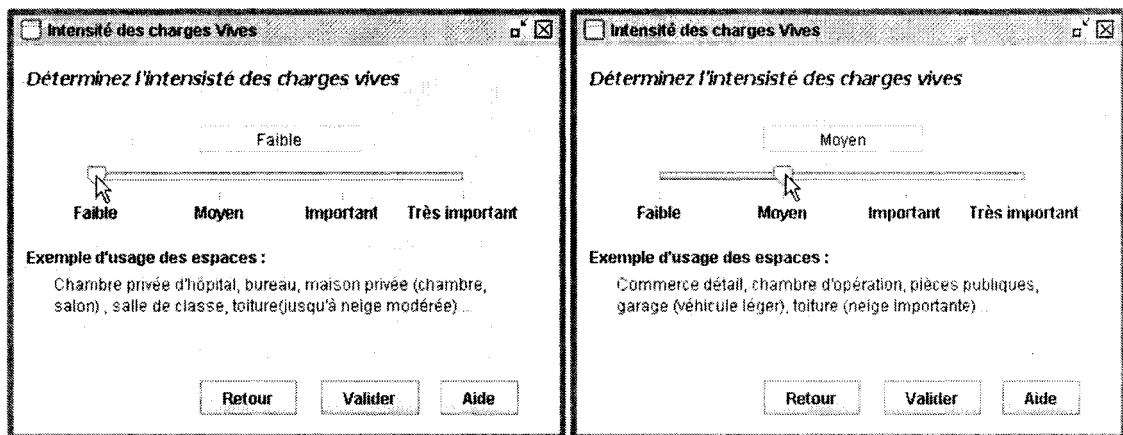 Intensité des charges Vives
Déterminez l'intensisté des charges vives
Faible
Faible Moyen Important Très important
Exemple d'usage des espaces :
Chambre privée d'hôpital, bureau, maison privée (chambre,
salon) , salle de classe, toiture(jusqu'à neige modérée)...
Retour Valider Aide
Intensité des charges Vives
Déterminez l'intensisté des charges vives
Moyen
Faible Moyen Important Très important
Exemple d'usage des espaces :
Commerce détail, chambre d'opération, pièces publiques,
garage (véhicule léger), toiture (neige importante)...
Retour Valider Aide